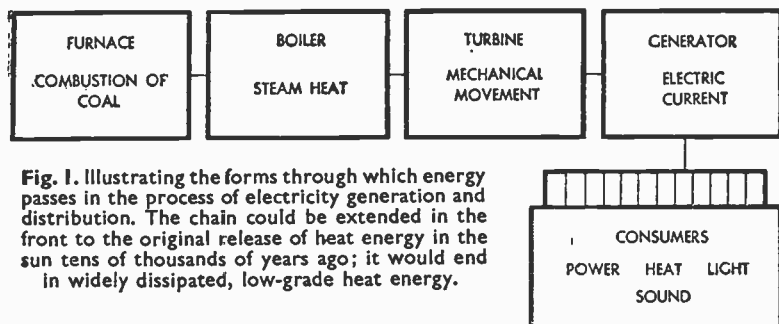 FURNACE
COMBUSTION OF
COAL
BOILER
STEAM HEAT
TURBINE
MECHANICAL
MOVEMENT
GENERATOR
ELECTRIC
CURRENT
Fig. 1. Illustrating the forms through which energy
passes in the process of electricity generation and
distribution. The chain could be extended in the
front to the original release of heat energy in the
sun tens of thousands of years ago; it would end
in widely dissipated, low-grade heat energy.
CONSUMERS
POWER HEAT LIGHT
SOUND